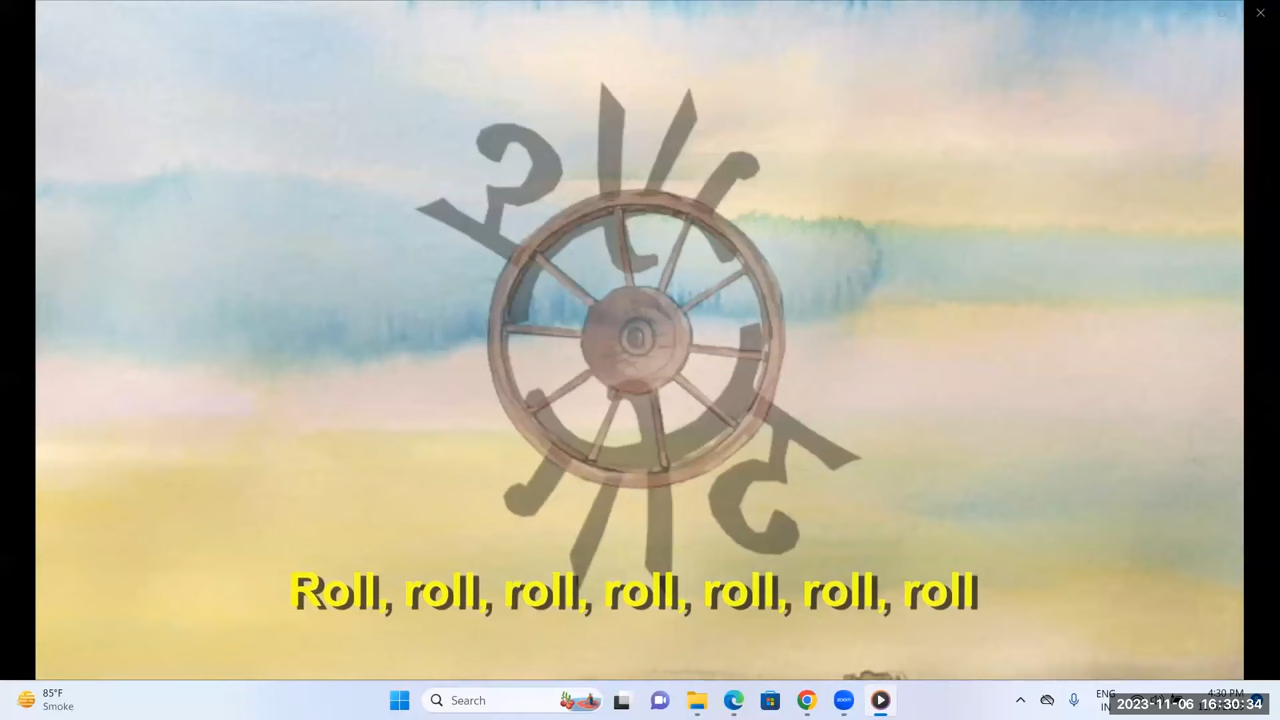 Roll, roll, roll, roll, roll, roll, roll
85°F
Smoke
Search
zoom
ENG
IN
4:30 PM
2023-11-06 16:30:34